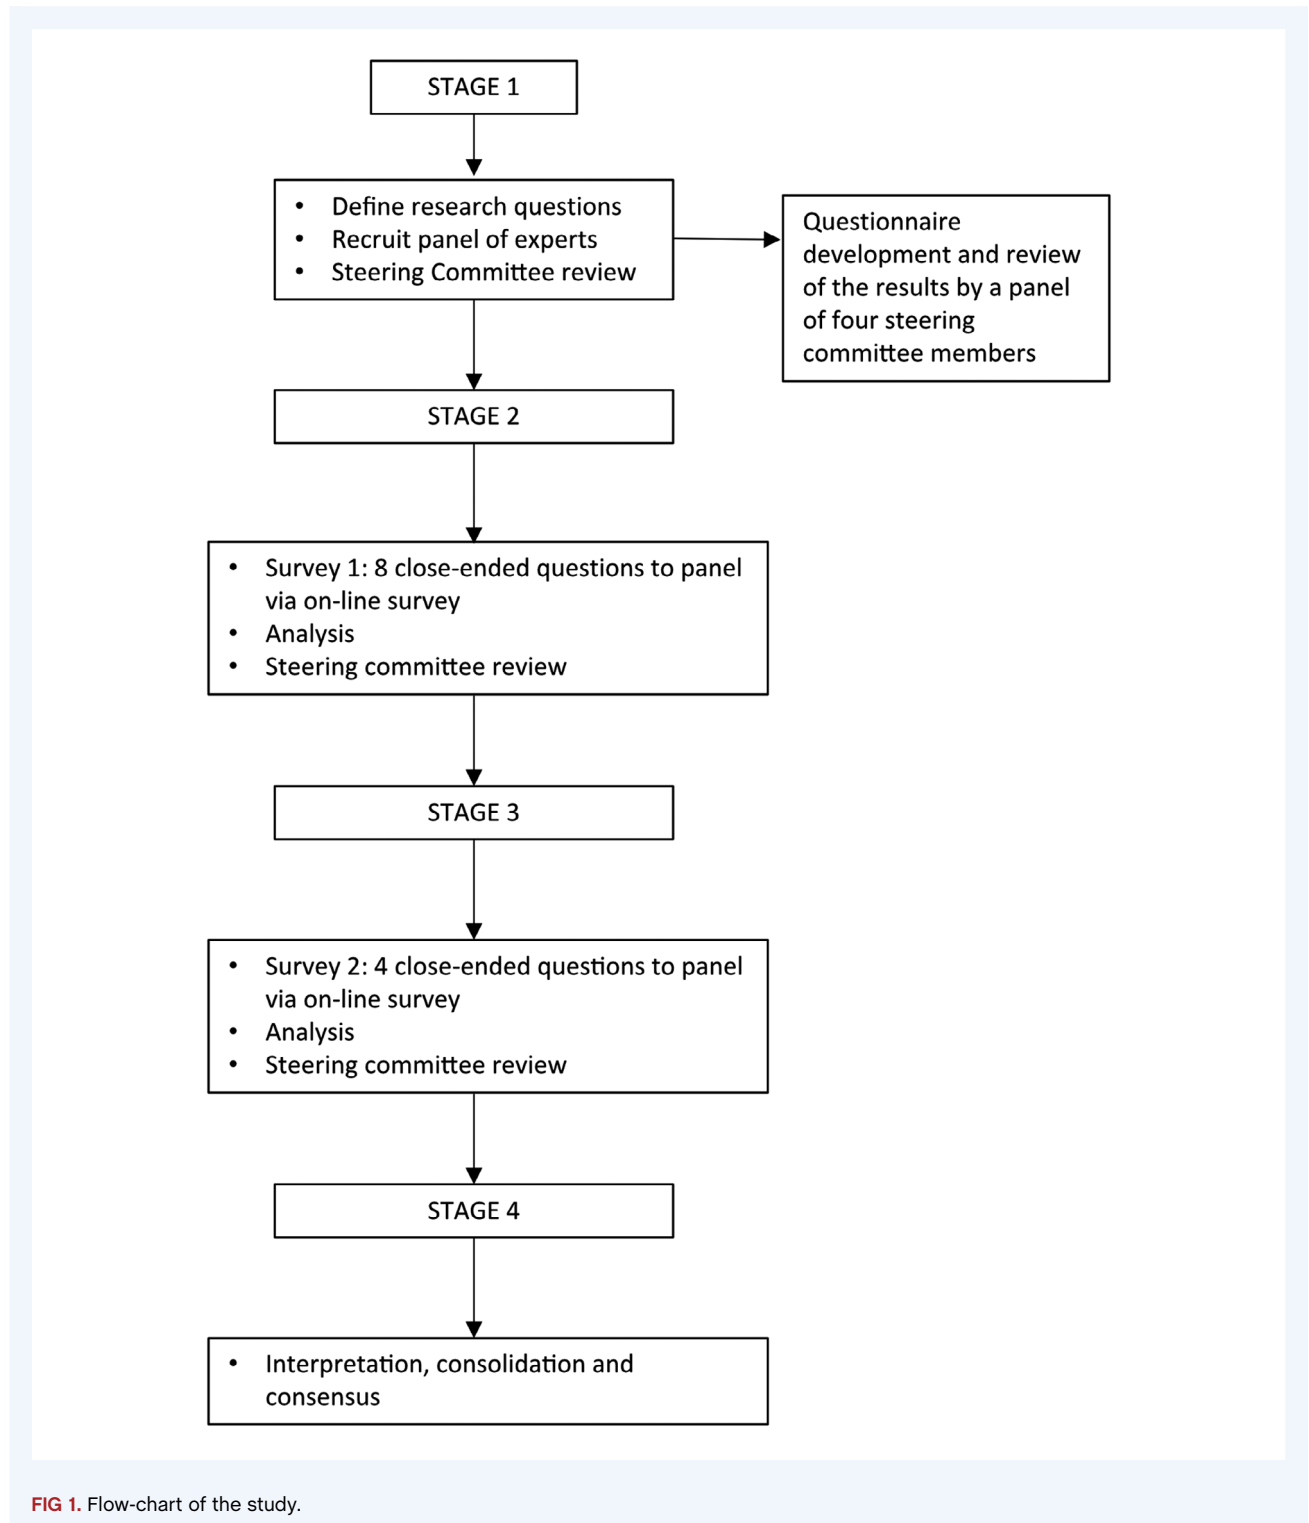 STAGE 1
• Define research questions
• Recruit panel of experts
• Steering Committee review
Questionnaire
development and review
of the results by a panel
of four steering
committee members
STAGE 2
• Survey 1: 8 close-ended questions to panel
via on-line survey
• Analysis
• Steering committee review
STAGE 3
• Survey 2: 4 close-ended questions to panel
via on-line survey
• Analysis
• Steering committee review
STAGE 4
• Interpretation, consolidation and
consensus
FIG 1. Flow-chart of the study.